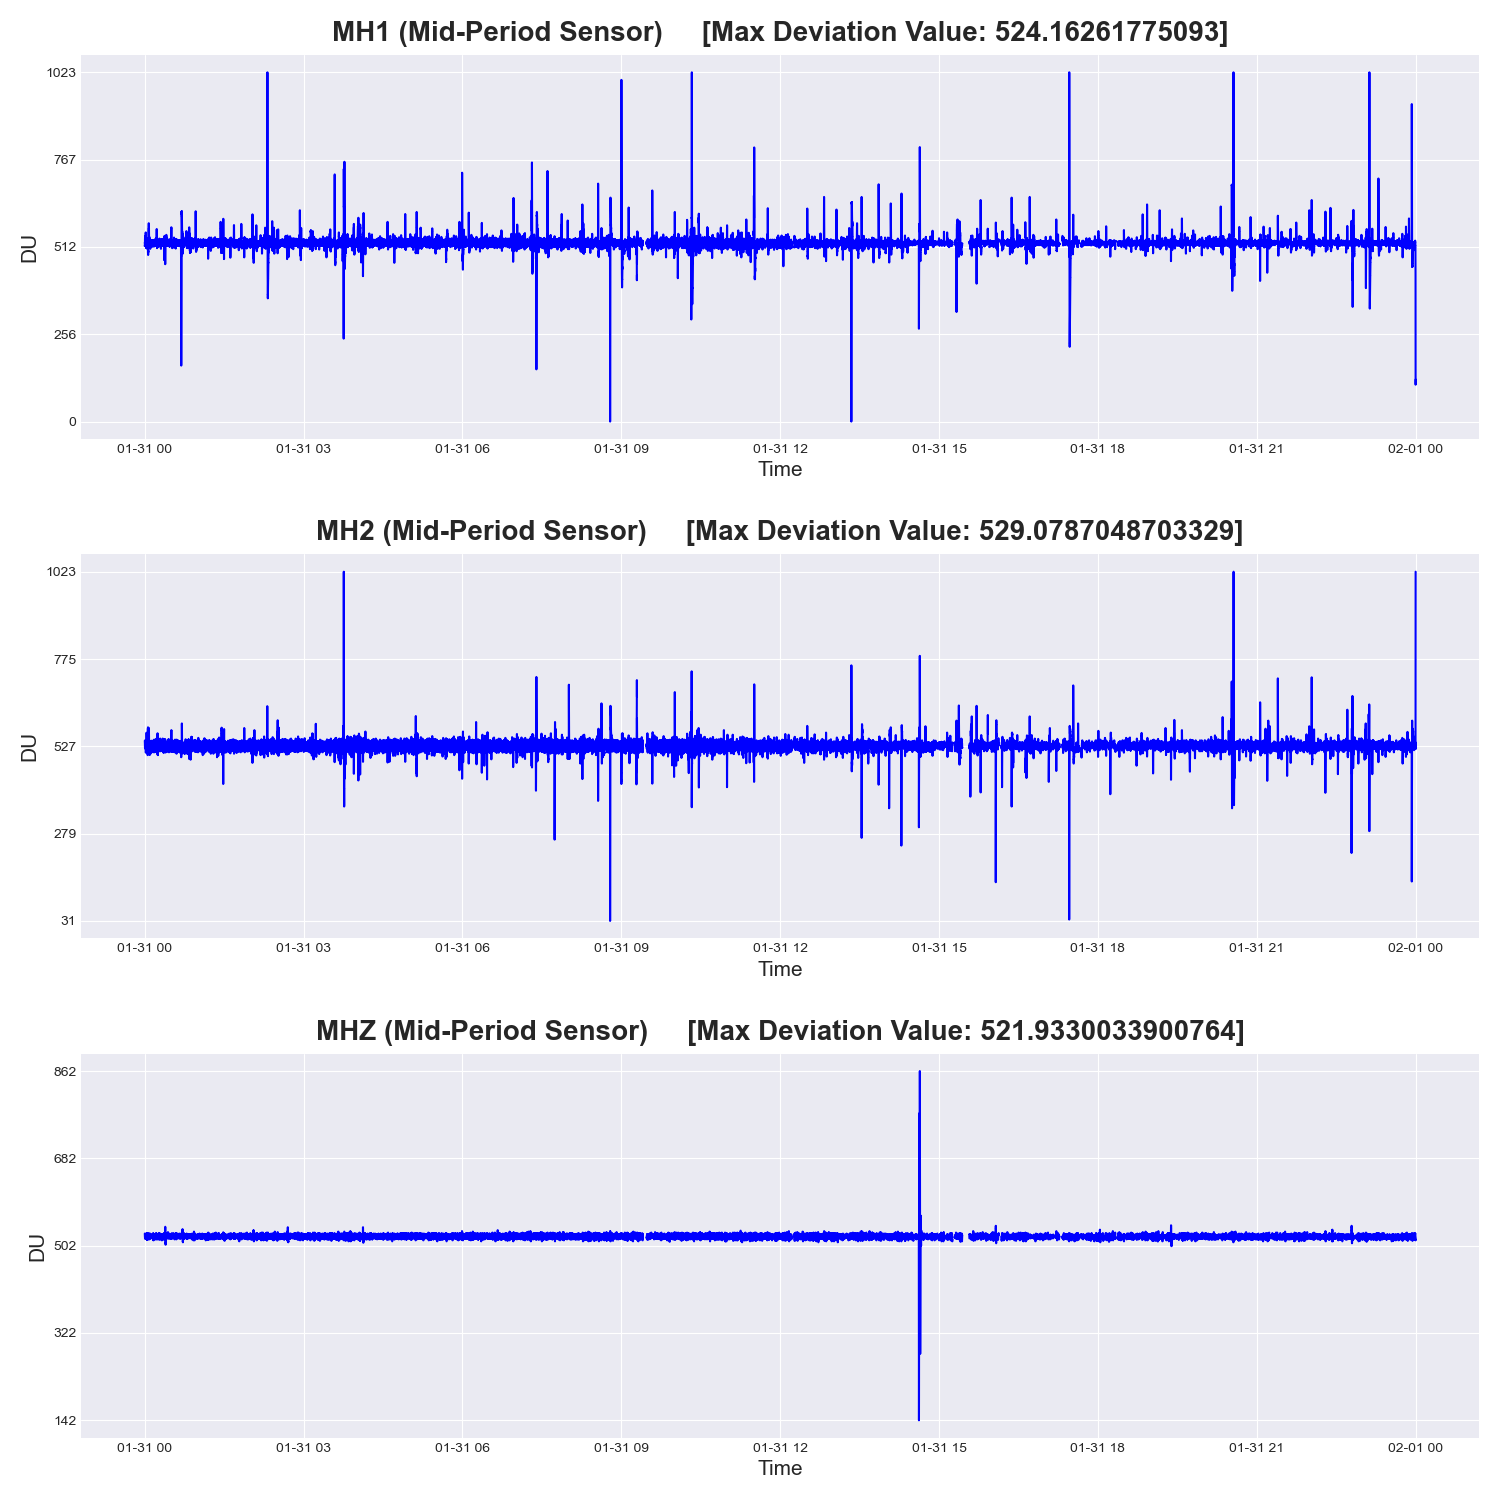 MH1 (Mid-Period Sensor) [Max Deviation Value: 524.16261775093]
1023
767
512
256
0
DU
01-31 00 01-31 03 01-31 06 01-31 09 01-31 12 01-31 15 01-31 18 01-31 21 02-01 00
Time
MH2 (Mid-Period Sensor) [Max Deviation Value: 529.0787048703329]
1023
775
527
279
31
DU
01-31 00 01-31 03 01-31 06 01-31 09 01-31 12 01-31 15 01-31 18 01-31 21 02-01 00
Time
MHZ (Mid-Period Sensor) [Max Deviation Value: 521.9330033900764]
862
682
502
322
142
DU
01-31 00 01-31 03 01-31 06 01-31 09 01-31 12 01-31 15 01-31 18 01-31 21 02-01 00
Time